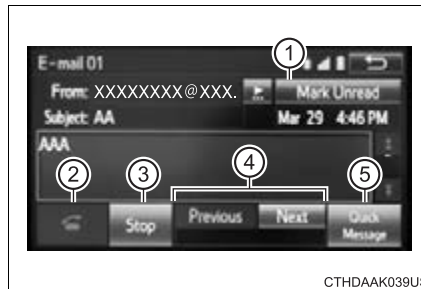 1
E-mail 01
From: XXXXXXXX@XXX. Mark Unread
Subject: AA Mar 29 4:46 PM
AAA
2 3 4 5
Stop Previous Next Quick Message
CTHDAAK039US